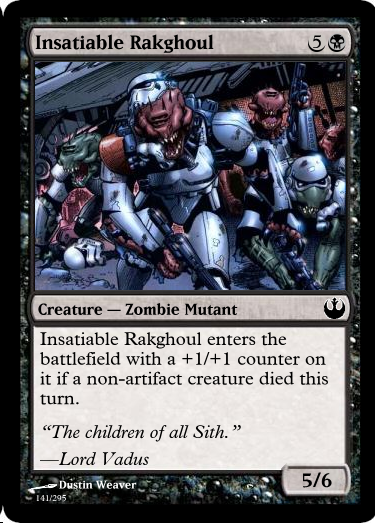 Insatiable Rakghoul 5
Creature — Zombie Mutant
Insatiable Rakghoul enters the
battlefield with a +1/+1 counter on
it if a non-artifact creature died this
turn.
“The children of all Sith.”
—Lord Vadus
5/6
Dustin Weaver
141/295